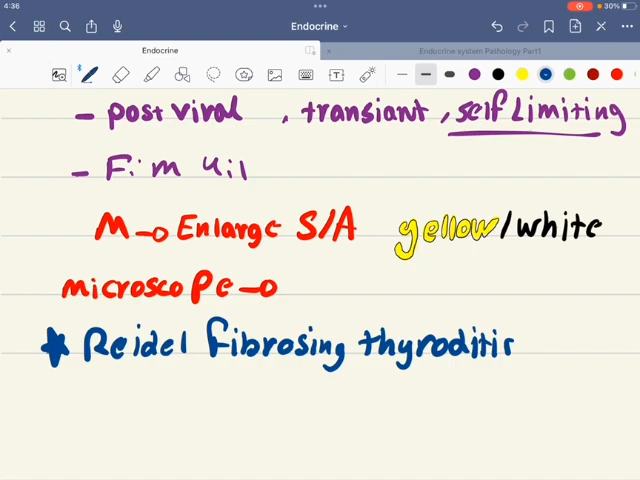 4:36
30%
Endocrine
Endocrine
Endocrine system Pathology Part1
- post viral , transiant , self Limiting
M → Enlarge S/A yellow/white
microscope →
* Reidel fibrosing thyroditis